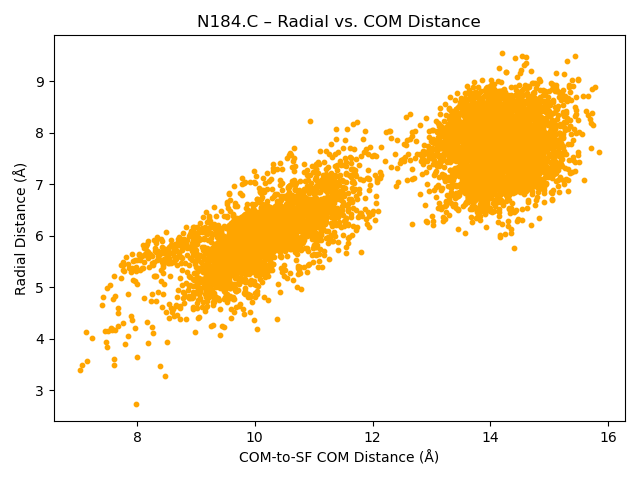 N184.C – Radial vs. COM Distance
9
8
7
6
5
4
3
Radial Distance (Å)
8 10 12 14 16
COM-to-SF COM Distance (Å)